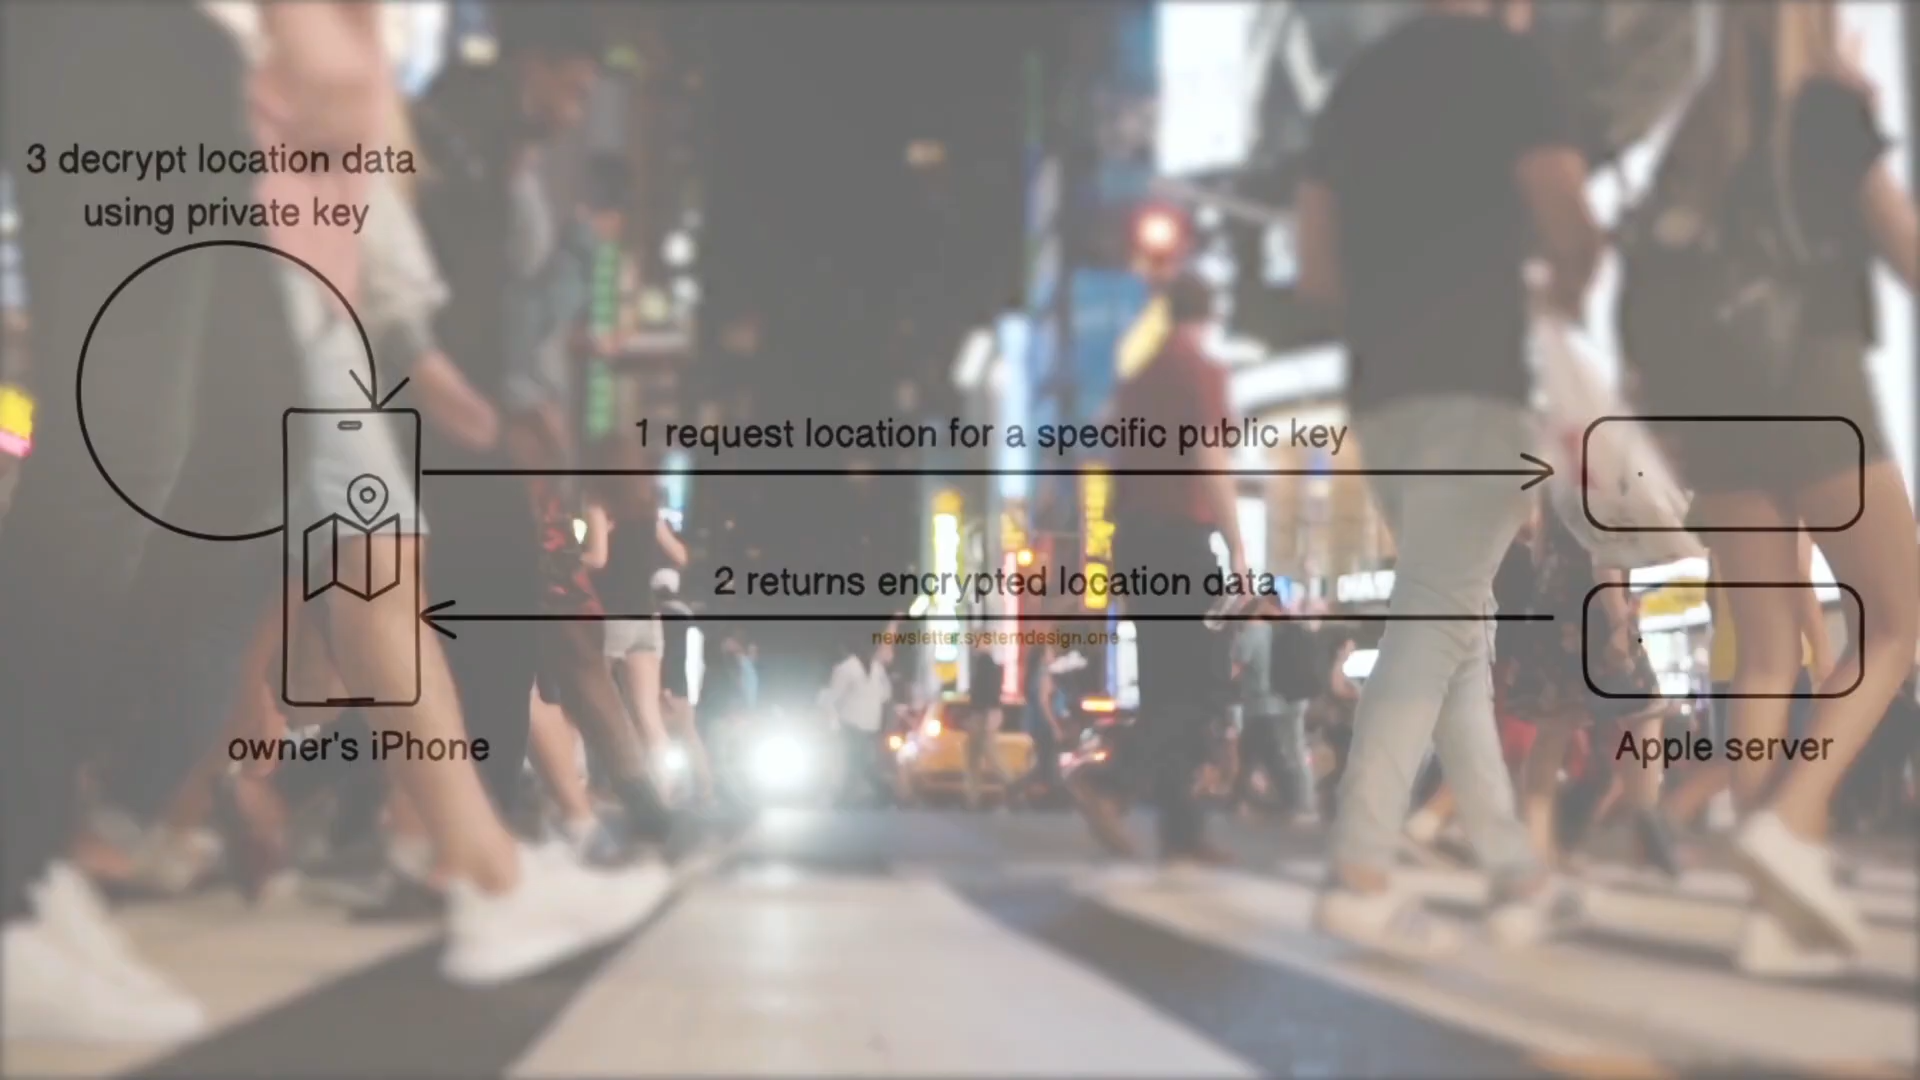 3 decrypt location data
using private key
1 request location for a specific public key
2 returns encrypted location data
newsletter.systemdesign.one
owner's iPhone
Apple server